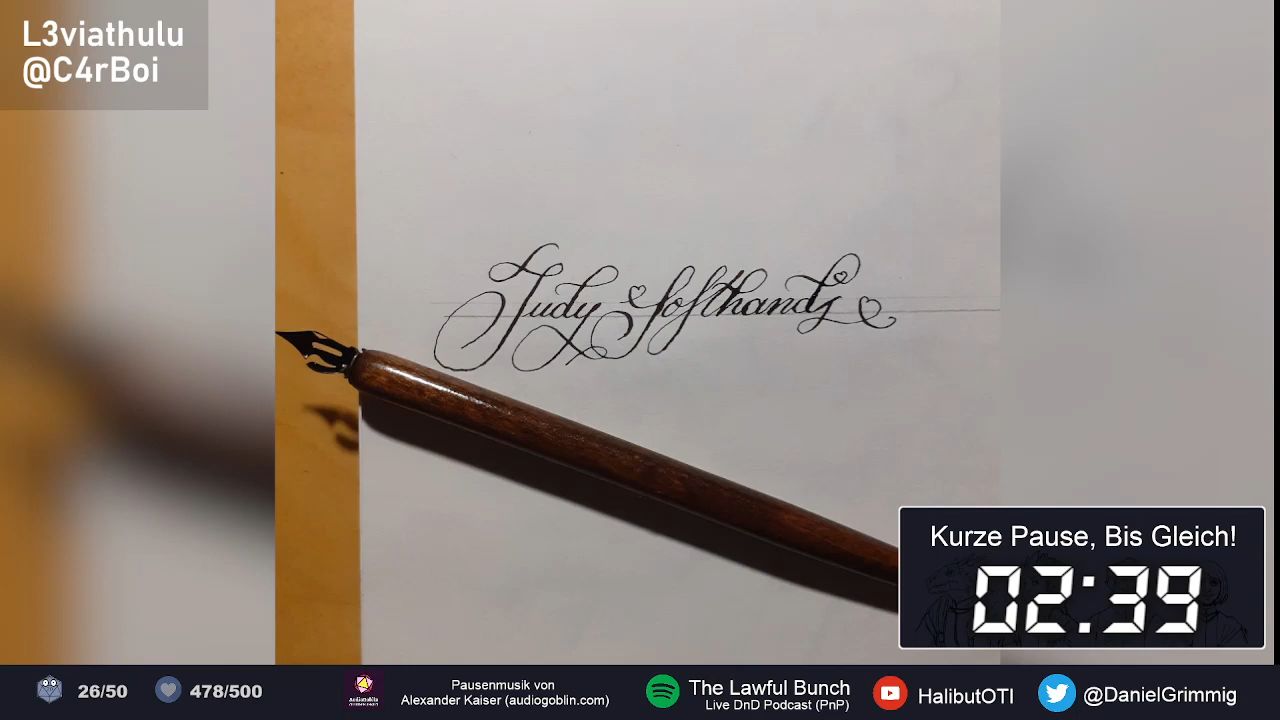 L3viathulu
@C4rBoi
Judy Softhands
Kurze Pause, Bis Gleich!
02:39
26/50
478/500
Pausenmusik von
Alexander Kaiser (audiogoblin.com)
The Lawful Bunch
Live DnD Podcast (PnP)
HalibutOTI
@DanielGrimmig